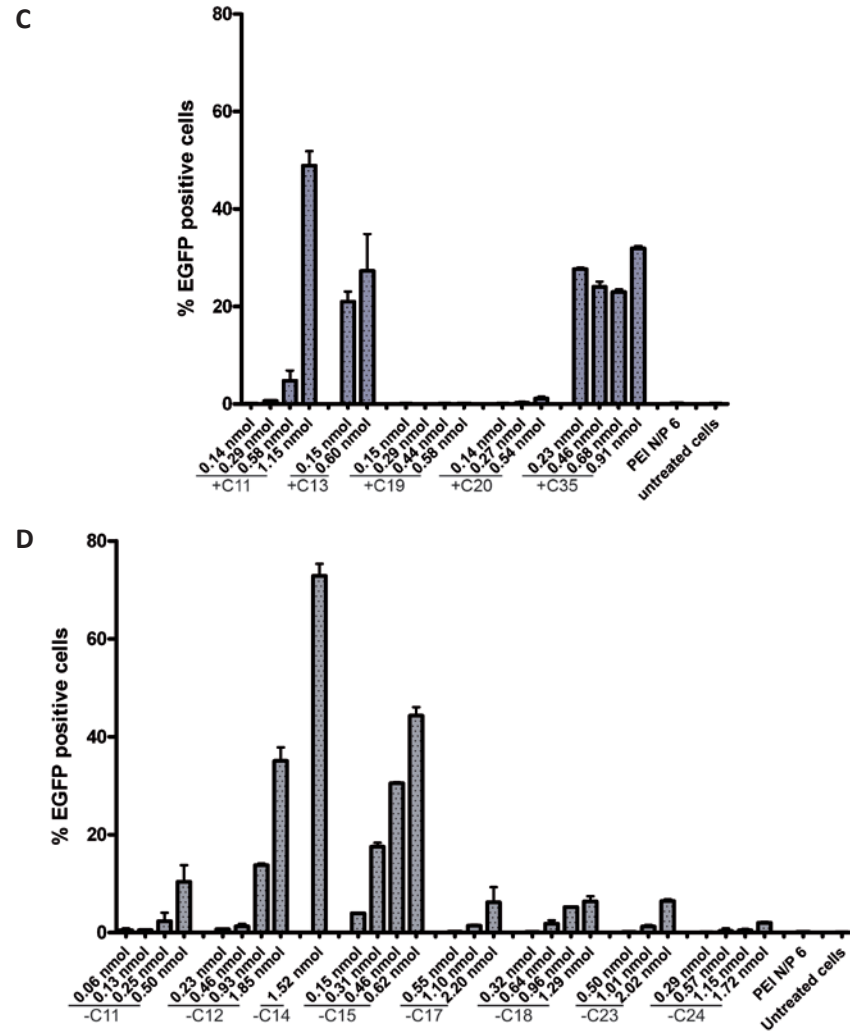 C
% EGFP positive cells
80
60
40
20
0
0.14 nmol
0.29 nmol
0.58 nmol
1.15 nmol
0.15 nmol
0.60 nmol
0.15 nmol
0.29 nmol
0.44 nmol
0.58 nmol
0.14 nmol
0.27 nmol
0.54 nmol
0.23 nmol
0.46 nmol
0.68 nmol
0.91 nmol
PEI N/P 6
untreated cells
+C11
+C13
+C19
+C20
+C35
D
% EGFP positive cells
80
60
40
20
0
0.06 nmol
0.13 nmol
0.25 nmol
0.50 nmol
0.23 nmol
0.46 nmol
0.93 nmol
1.85 nmol
1.52 nmol
0.15 nmol
0.31 nmol
0.46 nmol
0.62 nmol
0.55 nmol
1.10 nmol
2.20 nmol
0.32 nmol
0.64 nmol
0.96 nmol
1.29 nmol
0.50 nmol
1.01 nmol
2.02 nmol
0.29 nmol
0.57 nmol
1.15 nmol
1.72 nmol
PEI N/P 6
Untreated cells
-C11
-C12
-C14
-C15
-C17
-C18
-C23
-C24